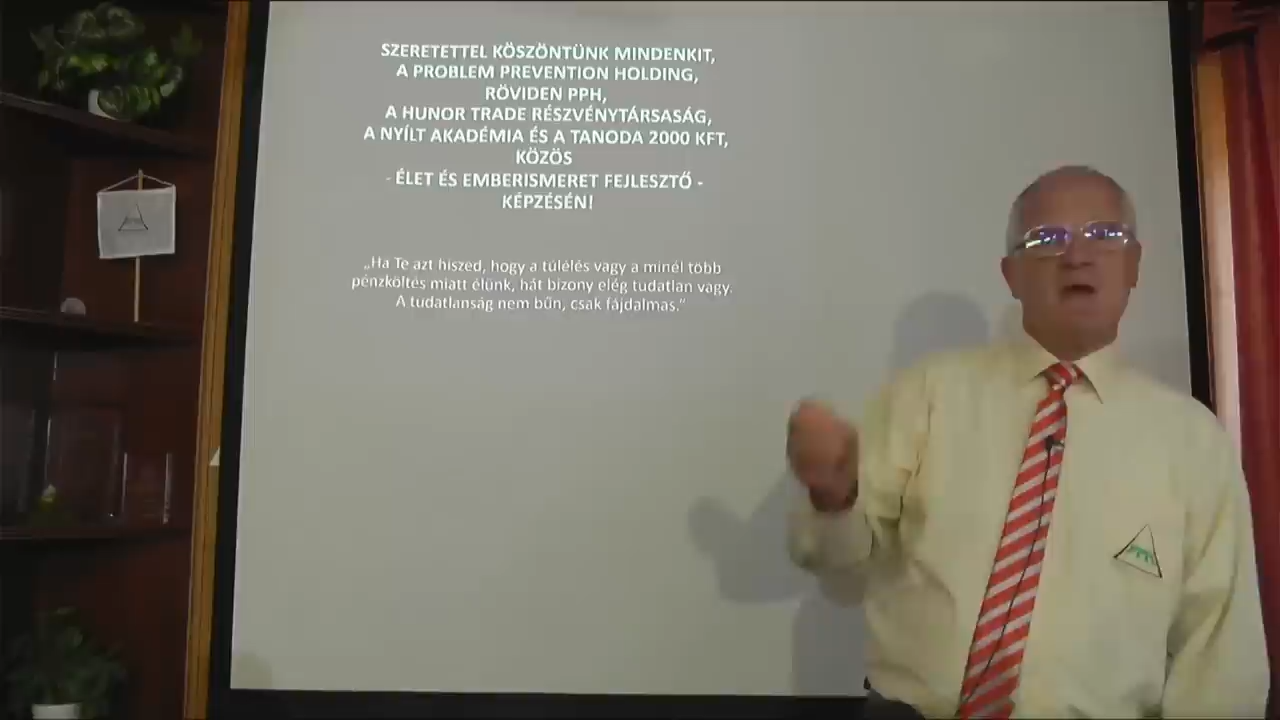 SZERETETTEL KÖSZÖNTÜNK MINDENKIT,
A PROBLEM PREVENTION HOLDING,
RÖVIDEN PPH,
A HUNOR TRADE RÉSZVÉNYTÁRSASÁG,
A NYÍLT AKADÉMIA ÉS A TANODA 2000 KFT,
KÖZÖS
- ÉLET ÉS EMBERISMERET FEJLESZTŐ -
KÉPZÉSÉN!
„Ha Te azt hiszed, hogy a túlélés vagy a minél több
pénzköltés miatt élünk, hát bizony elég tudatlan vagy.
A tudatlanság nem bűn, csak fájdalmas.”